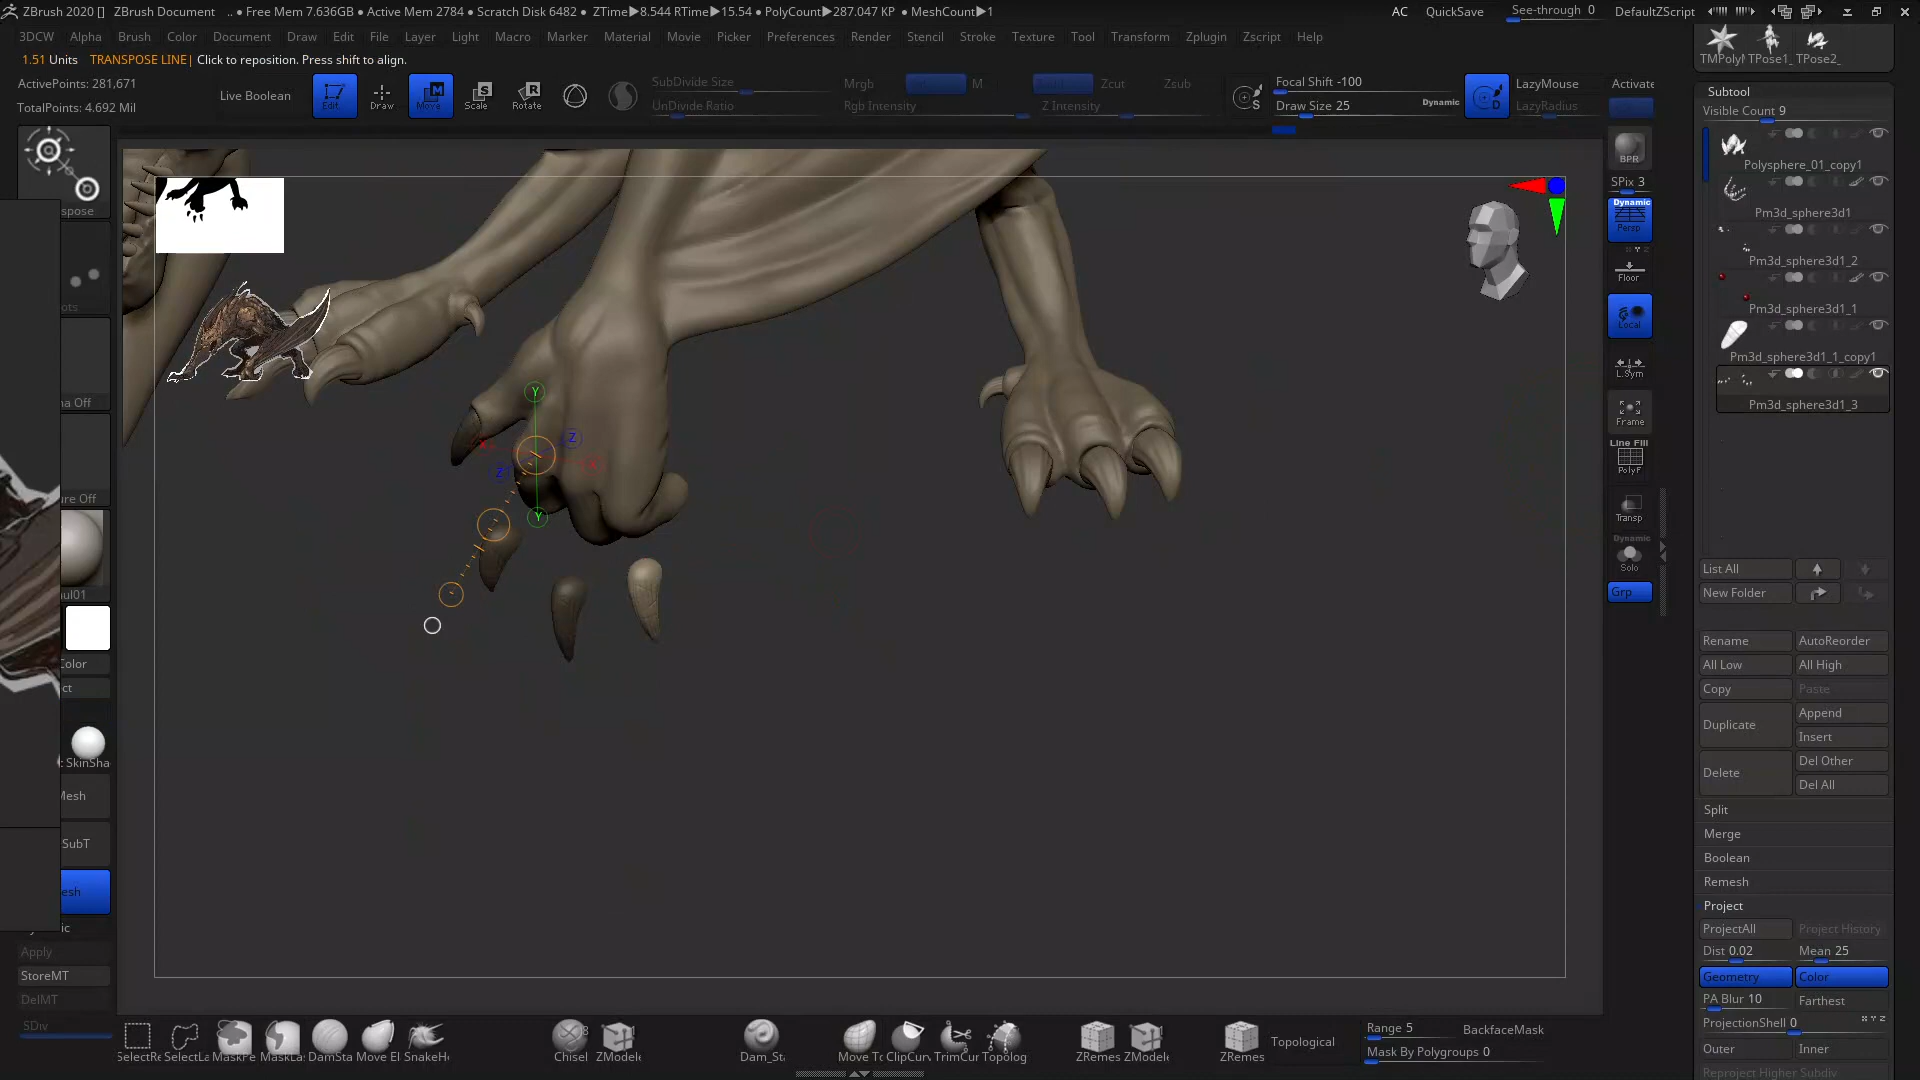 ZBrush 2020 [] ZBrush Document .. ● Free Mem 7.636GB ● Active Mem 2784 ● Scratch Disk 6482 ● ZTime▶8.544 RTime▶15.54 ● PolyCount▶287.047 KP ● MeshCount▶1 AC QuickSave See-through 0 DefaultZScript
3DCW Alpha Brush Color Document Draw Edit File Layer Light Macro Marker Material Movie Picker Preferences Render Stencil Stroke Texture Tool Transform Zplugin Zscript Help
TMPolyM TPose1_ TPose2_
1.51 Units TRANSPOSE LINE| Click to reposition. Press shift to align.
ActivePoints: 281,671
TotalPoints: 4.692 Mil
Live Boolean
Edit
Draw
Move
Scale
Rotate
SubDivide Size
UnDivide Ratio
Mrgb M
Rgb Intensity
Zcut Zsub
Z Intensity
S
Focal Shift -100
Draw Size 25 Dynamic
D
LazyMouse
LazyRadius
Activate
spose
ots
na Off
ure Off
ul01
Color
ct
t SkinSha
Mesh
SubT
esh
ic
Apply
StoreMT
DelMT
SDiv
Y
Z
Z
Y
BPR
SPix 3
Dynamic
Persp
Floor
Local
L.Sym
Frame
Line Fill
PolyF
Transp
Dynamic
Solo
Grp
Subtool
Visible Count 9
Polysphere_01_copy1
Pm3d_sphere3d1
Pm3d_sphere3d1_2
Pm3d_sphere3d1_1
Pm3d_sphere3d1_1_copy1
Pm3d_sphere3d1_3
List All
New Folder
Rename AutoReorder
All Low All High
Copy Paste
Duplicate Append
Insert
Delete Del Other
Del All
Split
Merge
Boolean
Remesh
Project
ProjectAll Project History
Dist 0.02 Mean 25
Geometry Color
PA Blur 10 Farthest
ProjectionShell 0 X Y Z
Outer Inner
Reproject Higher Subdiv
SelectRe SelectLa MaskPe MaskLas DamSta Move El SnakeHo
Chisel ZModele
Dam_St
Move To ClipCurv TrimCur Topolog
ZRemes ZModele
ZRemes Topological
Range 5 BackfaceMask
Mask By Polygroups 0